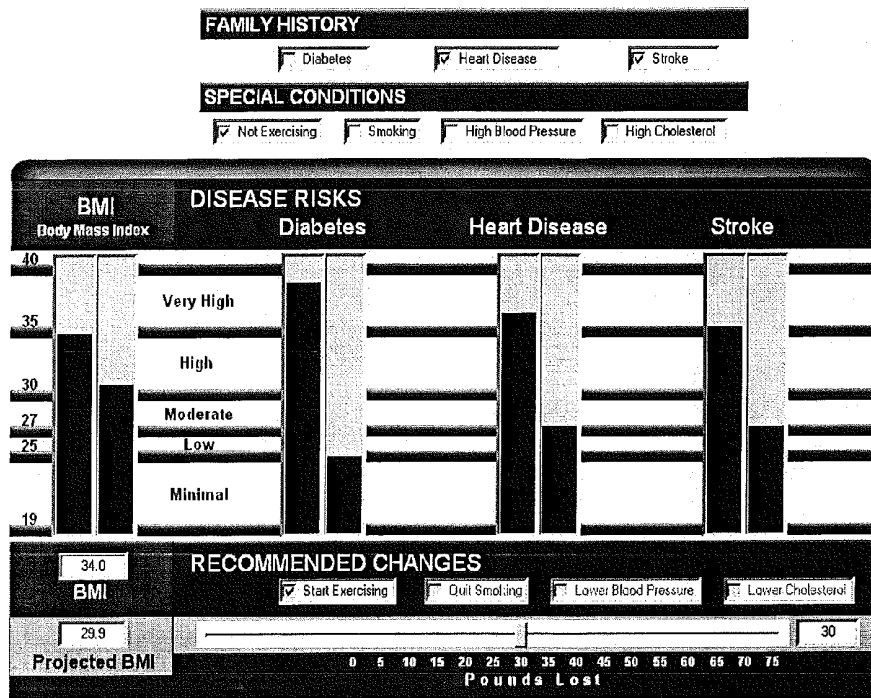 FAMILY HISTORY
Diabetes Heart Disease Stroke
SPECIAL CONDITIONS
Not Exercising Smoking High Blood Pressure High Cholesterol
BMI
Body Mass Index
DISEASE RISKS
Diabetes Heart Disease Stroke
40
Very High
35
High
30
Moderate
27
Low
25
Minimal
19
34.0
BMI
RECOMMENDED CHANGES
Start Exercising Quit Smoking Lower Blood Pressure Lower Cholesterol
29.9
Projected BMI
30
0 5 10 15 20 25 30 35 40 45 50 55 60 65 70 75
Pounds Lost